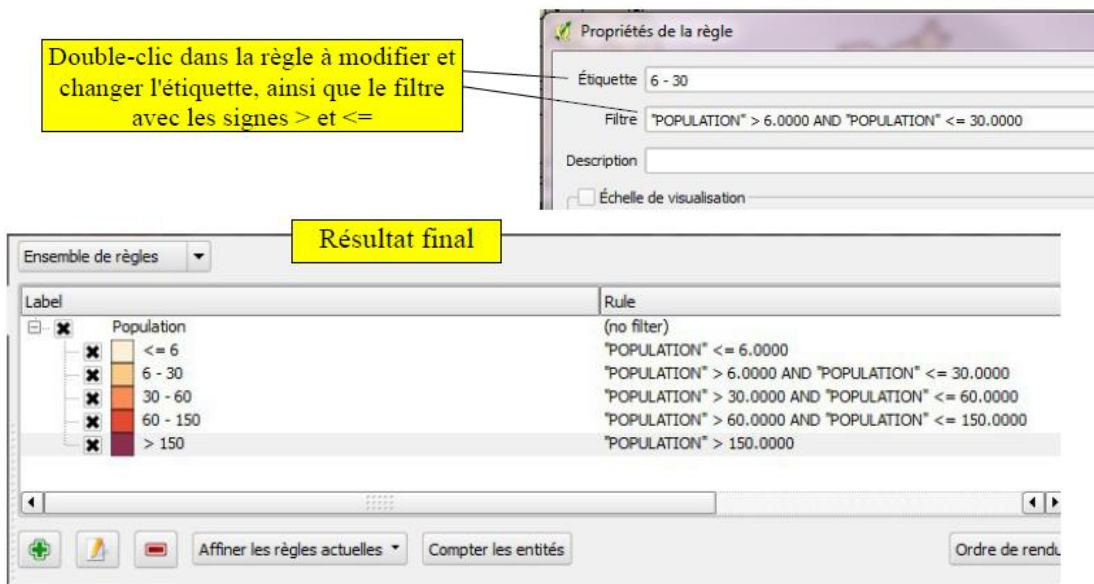 Propriétés de la règle
Double-clic dans la règle à modifier et
changer l'étiquette, ainsi que le filtre
avec les signes > et <=
Étiquette 6 - 30
Filtre "POPULATION" > 6.0000 AND "POPULATION" <= 30.0000
Description
Échelle de visualisation
Résultat final
Ensemble de règles
Label Rule
Population (no filter)
<= 6 "POPULATION" <= 6.0000
6 - 30 "POPULATION" > 6.0000 AND "POPULATION" <= 30.0000
30 - 60 "POPULATION" > 30.0000 AND "POPULATION" <= 60.0000
60 - 150 "POPULATION" > 60.0000 AND "POPULATION" <= 150.0000
> 150 "POPULATION" > 150.0000
Affiner les règles actuelles Compter les entités Ordre de rendu